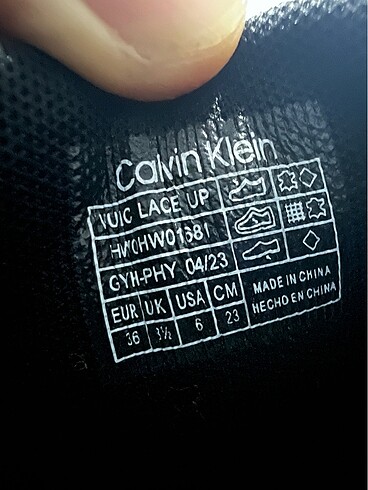 Calvin Klein
VUIC LACE UP
HW0HW01681
GYH-PHY 04/23
EUR UK USA CM
36 3½ 6 23
MADE IN CHINA
HECHO EN CHINA